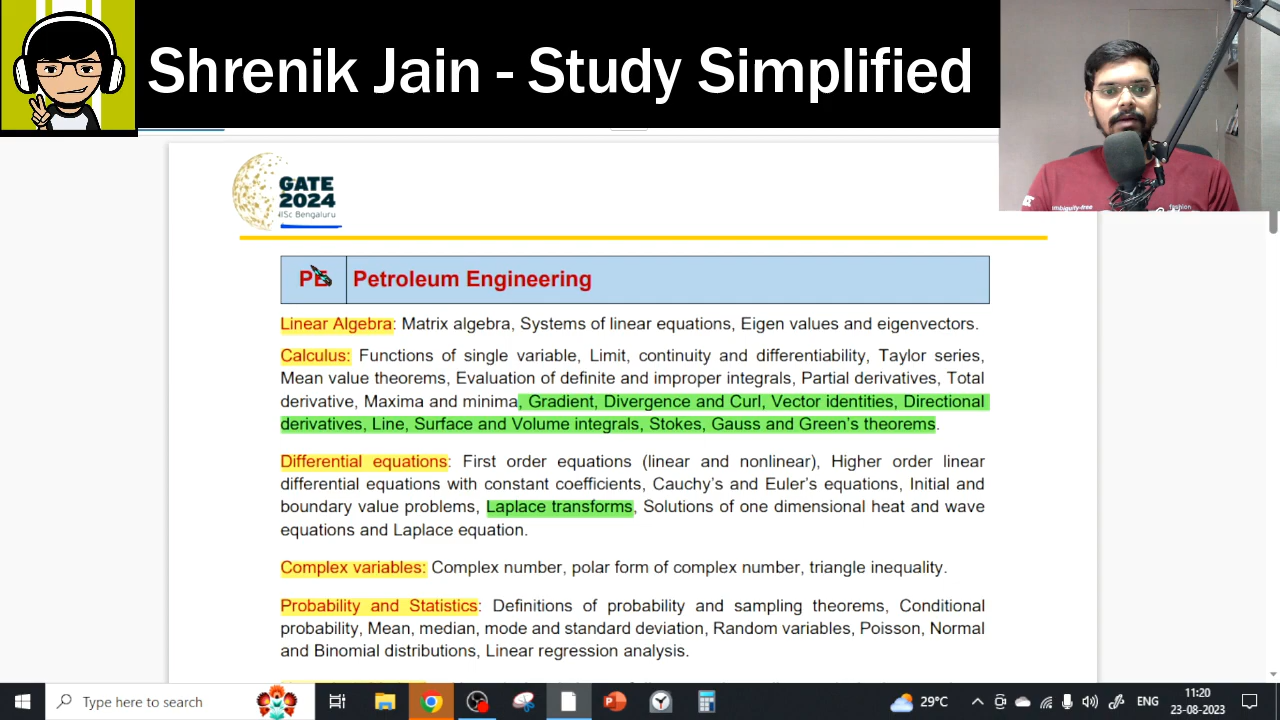 Shrenik Jain - Study Simplified
GATE
2024
IISc Bengaluru
PE
Petroleum Engineering
Linear Algebra: Matrix algebra, Systems of linear equations, Eigen values and eigenvectors.
Calculus: Functions of single variable, Limit, continuity and differentiability, Taylor series,
Mean value theorems, Evaluation of definite and improper integrals, Partial derivatives, Total
derivative, Maxima and minima, Gradient, Divergence and Curl, Vector identities, Directional
derivatives, Line, Surface and Volume integrals, Stokes, Gauss and Green's theorems.
Differential equations: First order equations (linear and nonlinear), Higher order linear
differential equations with constant coefficients, Cauchy's and Euler's equations, Initial and
boundary value problems, Laplace transforms, Solutions of one dimensional heat and wave
equations and Laplace equation.
Complex variables: Complex number, polar form of complex number, triangle inequality.
Probability and Statistics: Definitions of probability and sampling theorems, Conditional
probability, Mean, median, mode and standard deviation, Random variables, Poisson, Normal
and Binomial distributions, Linear regression analysis.
Type here to search
29°C
ENG
11:20
23-08-2023